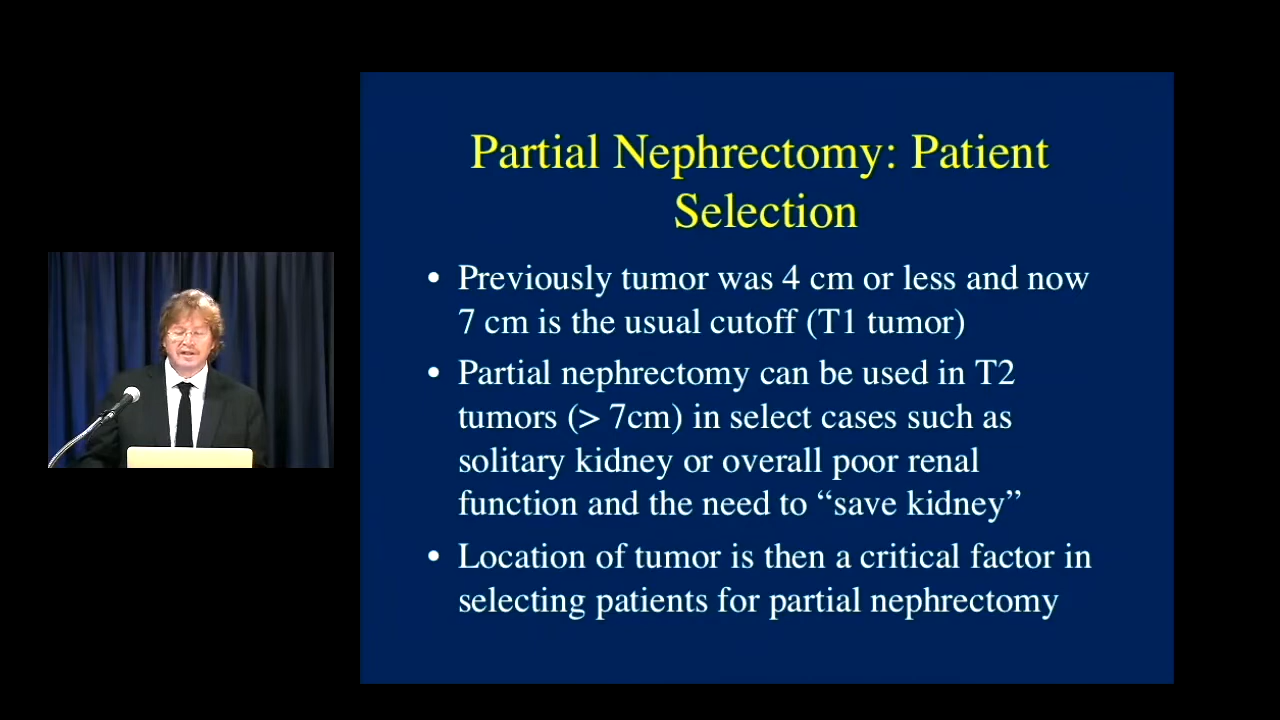 Partial Nephrectomy: Patient
Selection
• Previously tumor was 4 cm or less and now
7 cm is the usual cutoff (T1 tumor)
• Partial nephrectomy can be used in T2
tumors (> 7cm) in select cases such as
solitary kidney or overall poor renal
function and the need to “save kidney”
• Location of tumor is then a critical factor in
selecting patients for partial nephrectomy